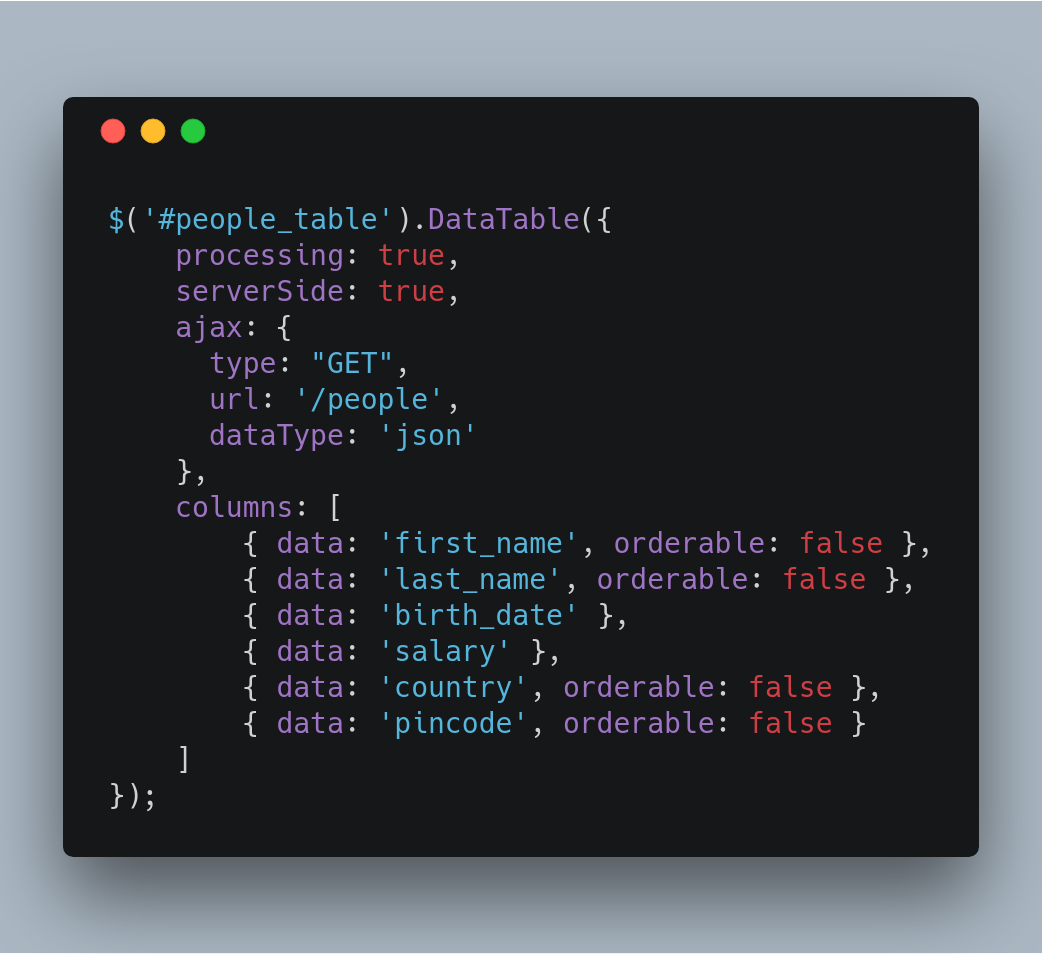 $('#people_table').DataTable({
    processing: true,
    serverSide: true,
    ajax: {
      type: "GET",
      url: '/people',
      dataType: 'json'
    },
    columns: [
        { data: 'first_name', orderable: false },
        { data: 'last_name', orderable: false },
        { data: 'birth_date' },
        { data: 'salary' },
        { data: 'country', orderable: false },
        { data: 'pincode', orderable: false }
    ]
});